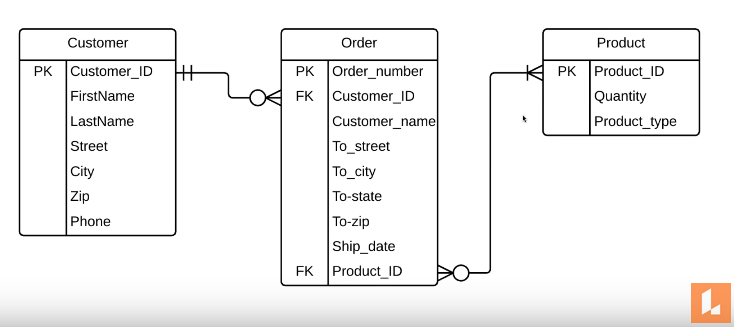 Customer
PK Customer_ID
FirstName
LastName
Street
City
Zip
Phone
Order
PK Order_number
FK Customer_ID
Customer_name
To_street
To_city
To-state
To-zip
Ship_date
FK Product_ID
Product
PK Product_ID
Quantity
Product_type